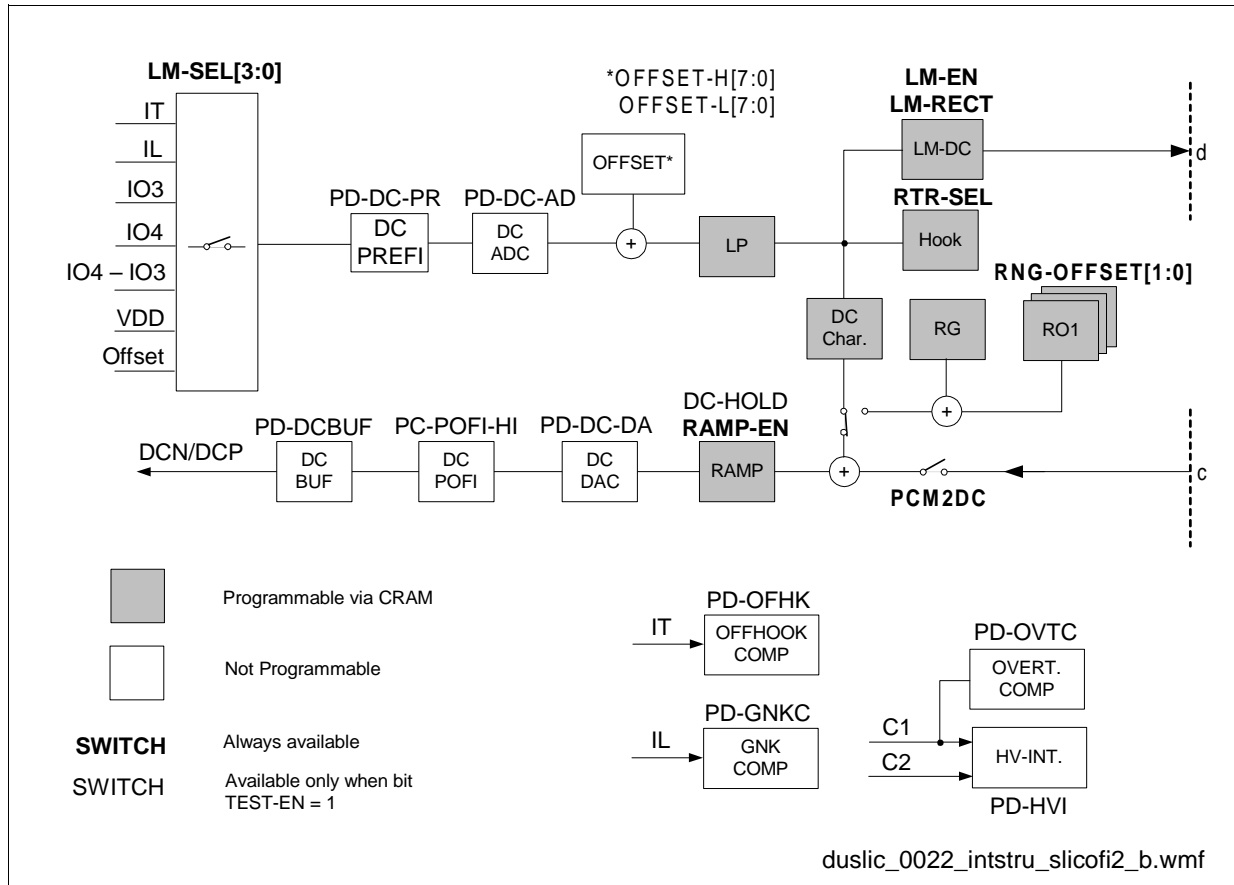 LM-SEL[3:0]
IT
IL
IO3
IO4
IO4 – IO3
VDD
Offset
*OFFSET-H[7:0]
OFFSET-L[7:0]
OFFSET*
PD-DC-PR
DC
PREFI
PD-DC-AD
DC
ADC
+
LP
LM-EN
LM-RECT
LM-DC
d
RTR-SEL
Hook
RNG-OFFSET[1:0]
DC
Char.
RG
RO1
+
DCN/DCP
PD-DCBUF
DC
BUF
PC-POFI-HI
DC
POFI
PD-DC-DA
DC
DAC
DC-HOLD
RAMP-EN
RAMP
+
PCM2DC
c
Programmable via CRAM
Not Programmable
SWITCH
Always available
SWITCH
Available only when bit
TEST-EN = 1
PD-OFHK
IT
OFFHOOK
COMP
PD-GNKC
IL
GNK
COMP
PD-OVTC
OVERT.
COMP
C1
C2
HV-INT.
PD-HVI
duslic_0022_intstru_slicofi2_b.wmf